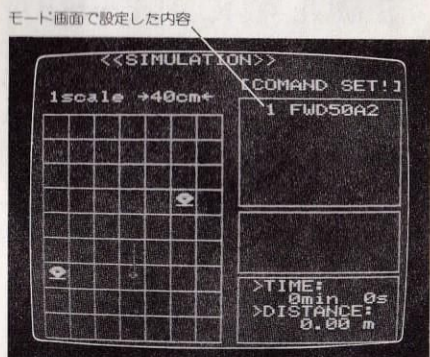 モード画面で設定した内容
<<SIMULATION>>
[COMAND SET!]
1scale →40cm←
1 FWD50A2
>TIME:
0min 0s
>DISTANCE:
0.00 m